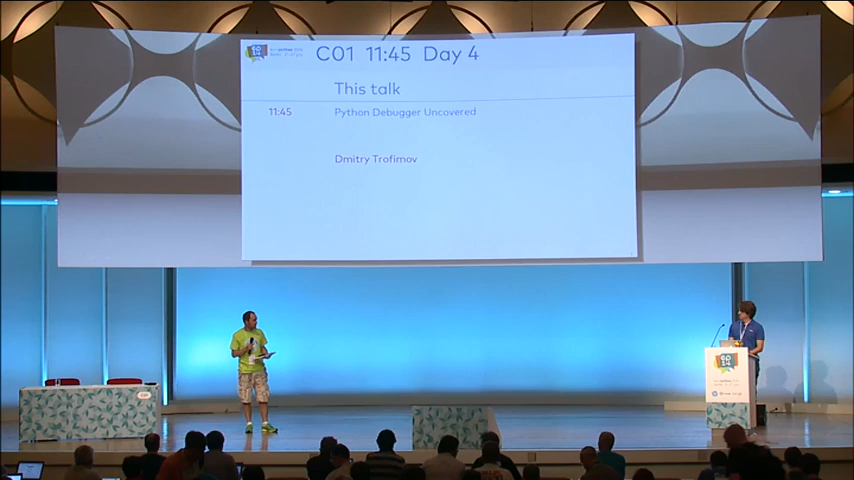 C01 11:45 Day 4
This talk
11:45 Python Debugger Uncovered
Dmitry Trofimov